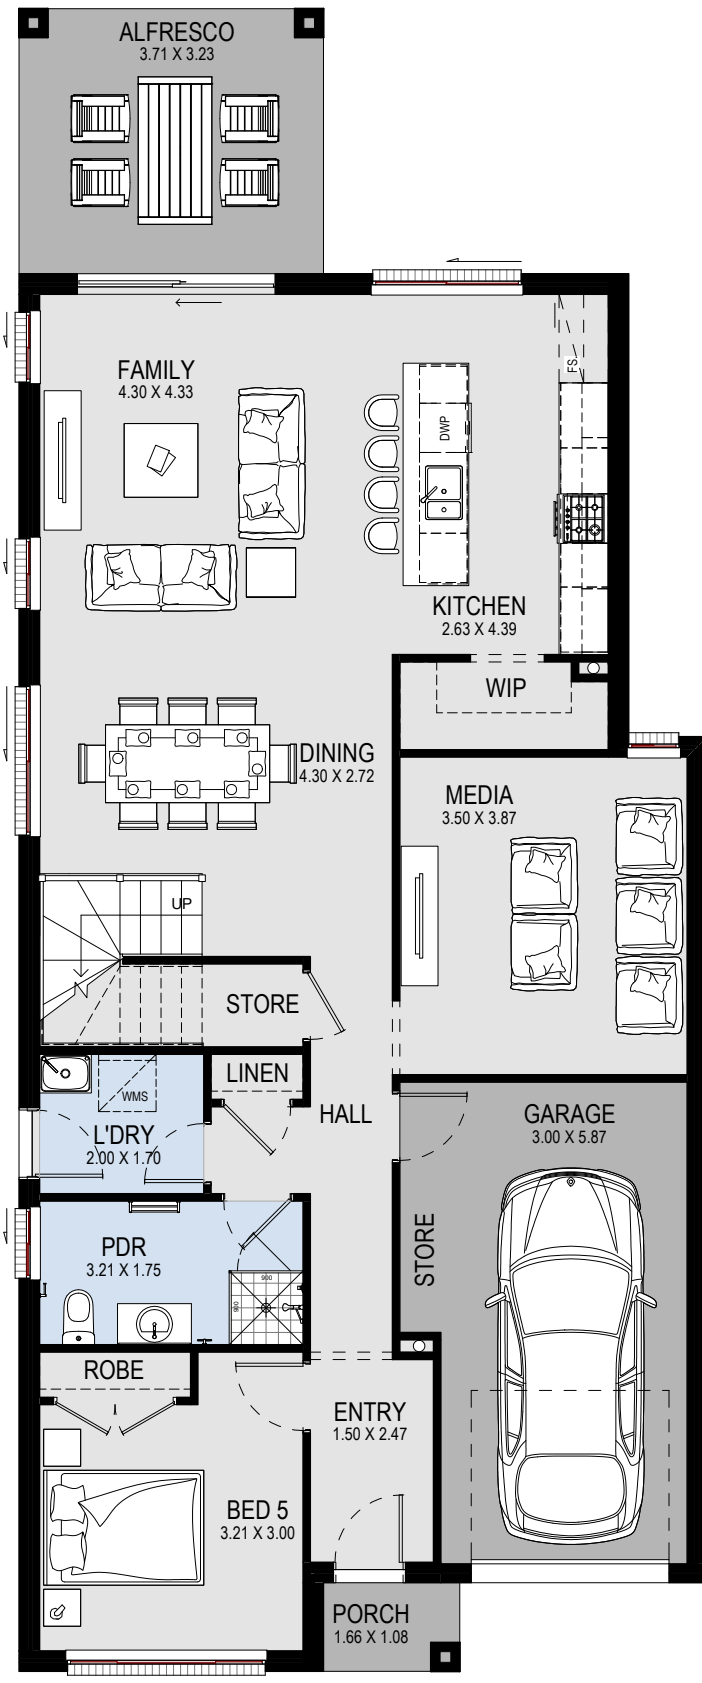 ALFRESCO
3.71 X 3.23
FAMILY
4.30 X 4.33
FS
DWP
KITCHEN
2.63 X 4.39
WIP
DINING
4.30 X 2.72
MEDIA
3.50 X 3.87
UP
STORE
LINEN
WMS
L'DRY
2.00 X 1.70
HALL
GARAGE
3.00 X 5.87
STORE
PDR
3.21 X 1.75
900
900
ROBE
ENTRY
1.50 X 2.47
BED 5
3.21 X 3.00
PORCH
1.66 X 1.08